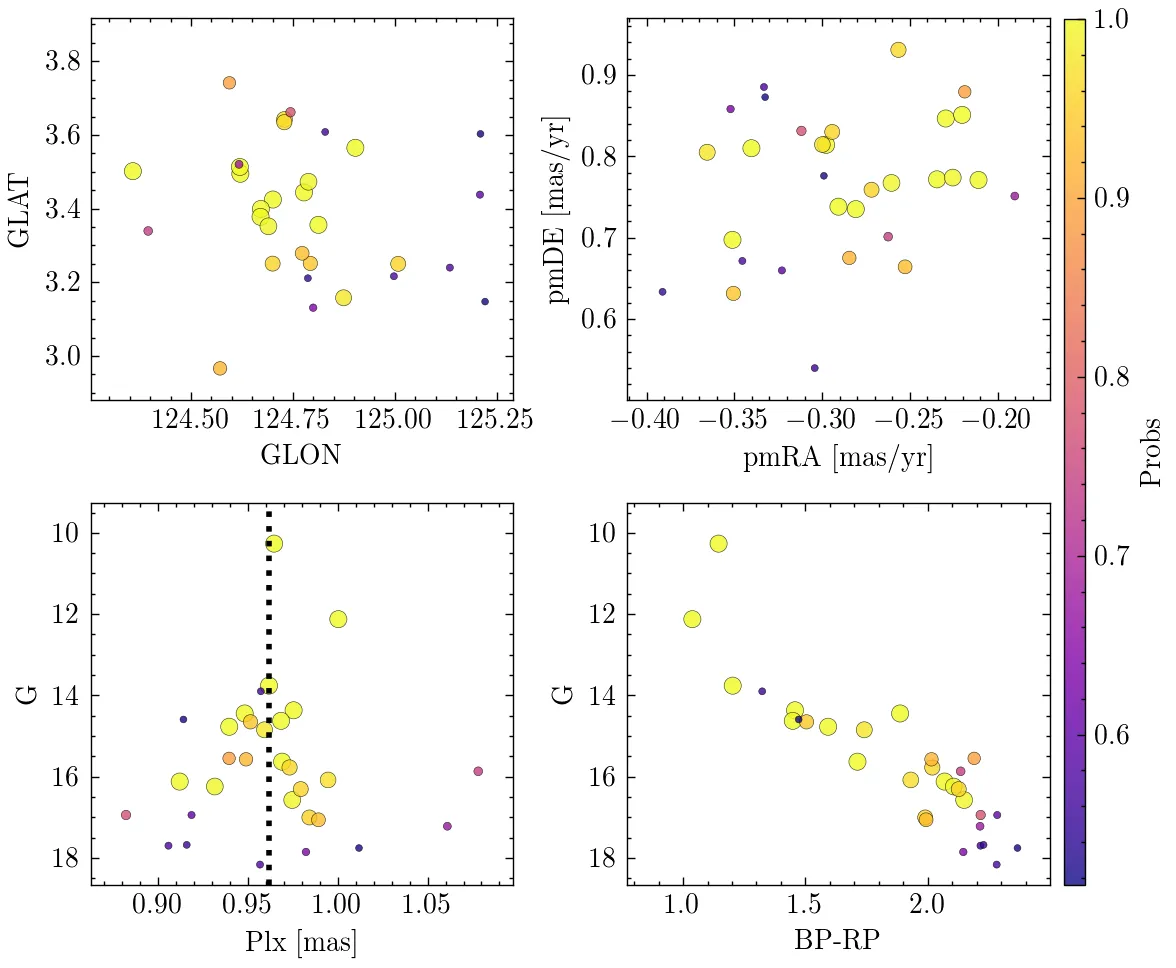 3.8
3.6
3.4
3.2
3.0
GLAT
124.50 124.75 125.00 125.25
GLON
0.9
0.8
0.7
0.6
pmDE [mas/yr]
−0.40 −0.35 −0.30 −0.25 −0.20
pmRA [mas/yr]
10
12
14
16
18
G
0.90 0.95 1.00 1.05
Plx [mas]
10
12
14
16
18
G
1.0 1.5 2.0
BP-RP
1.0
0.9
0.8
0.7
0.6
Probs